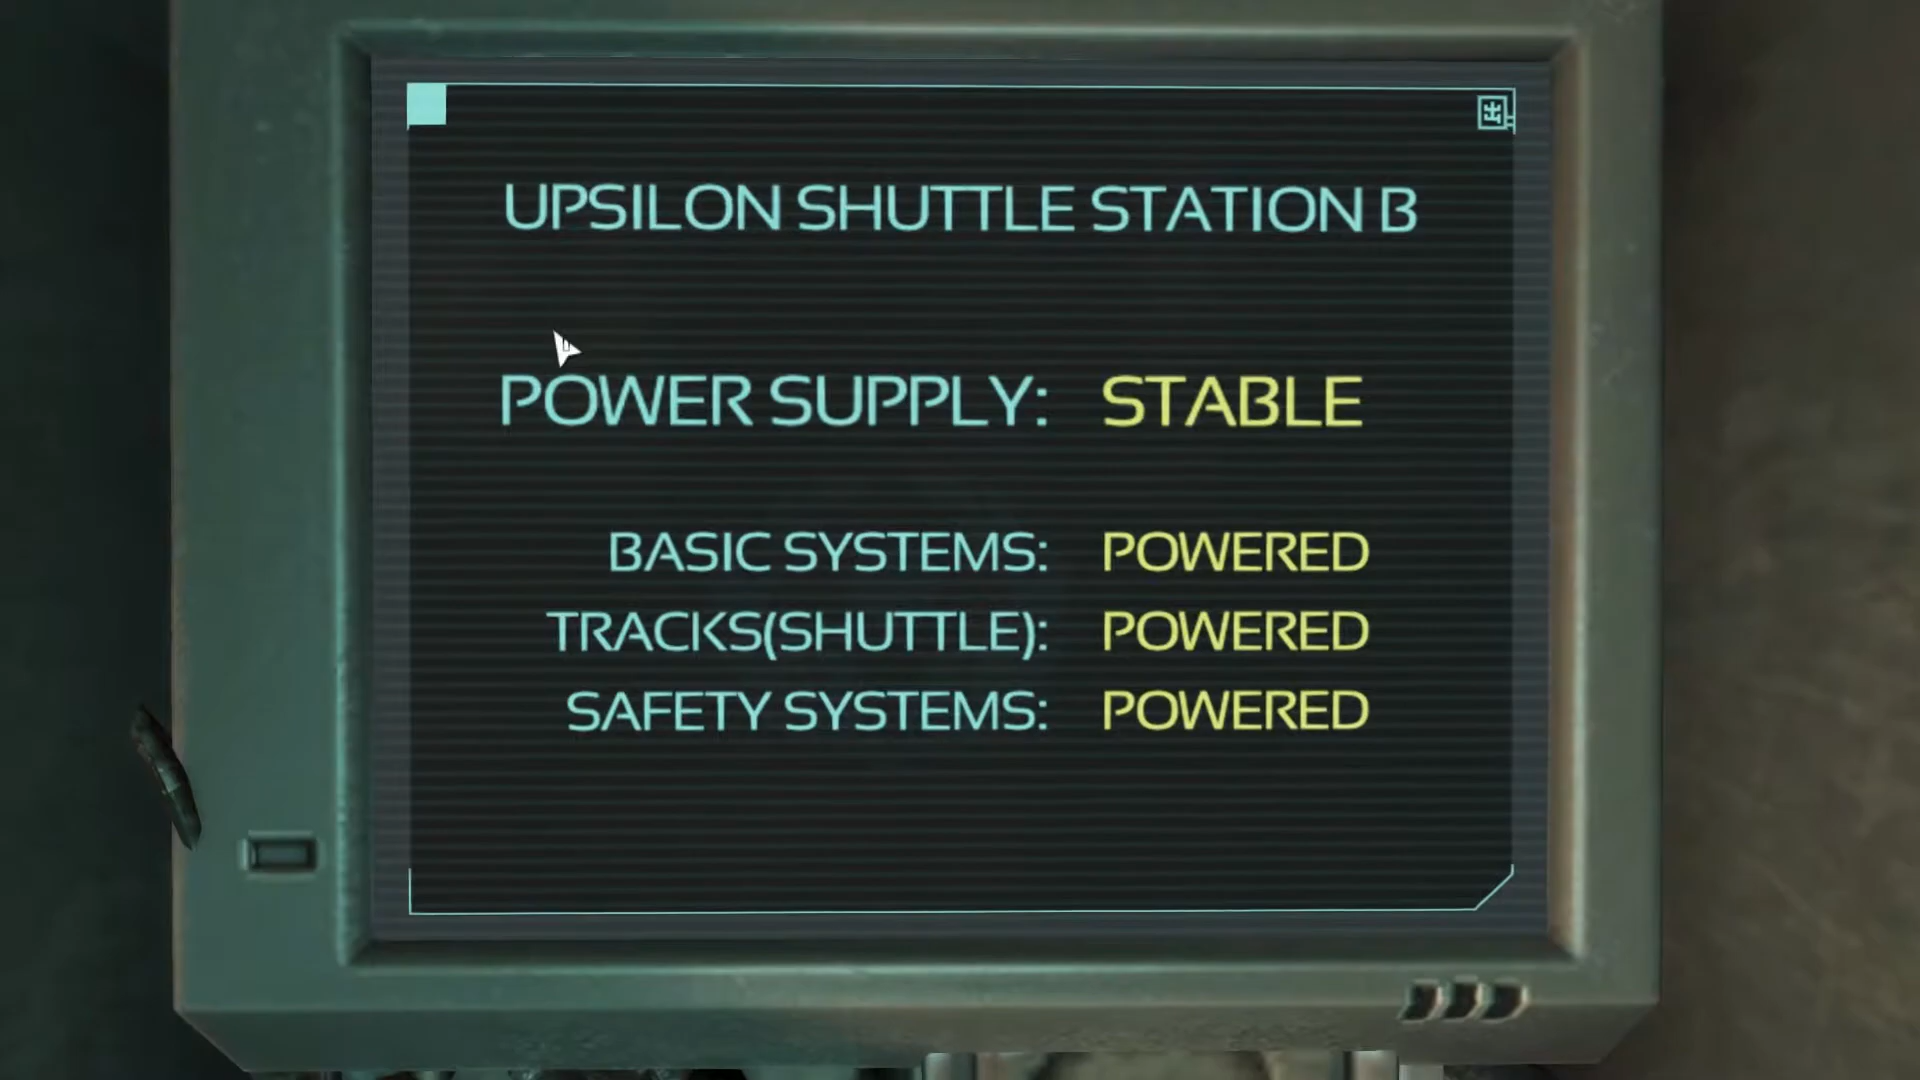 UPSILON SHUTTLE STATION B
POWER SUPPLY: STABLE
BASIC SYSTEMS: POWERED
TRACKS(SHUTTLE): POWERED
SAFETY SYSTEMS: POWERED